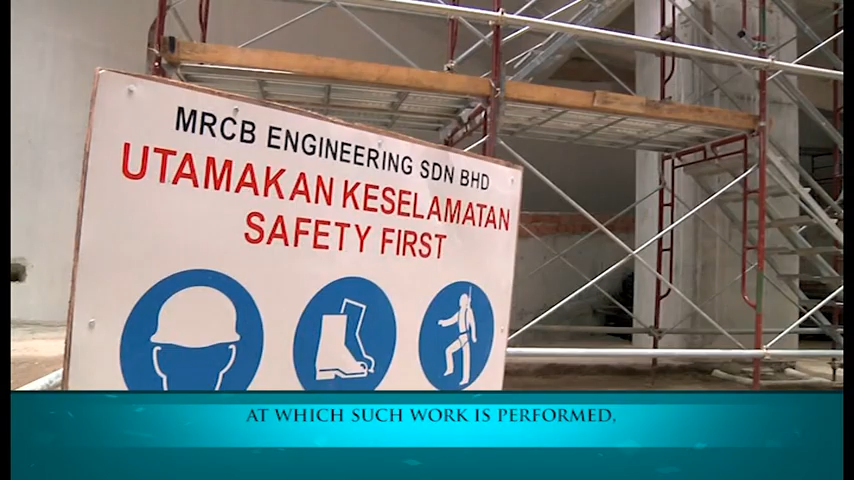 MRCB ENGINEERING SDN BHD
UTAMAKAN KESELAMATAN
SAFETY FIRST
AT WHICH SUCH WORK IS PERFORMED,